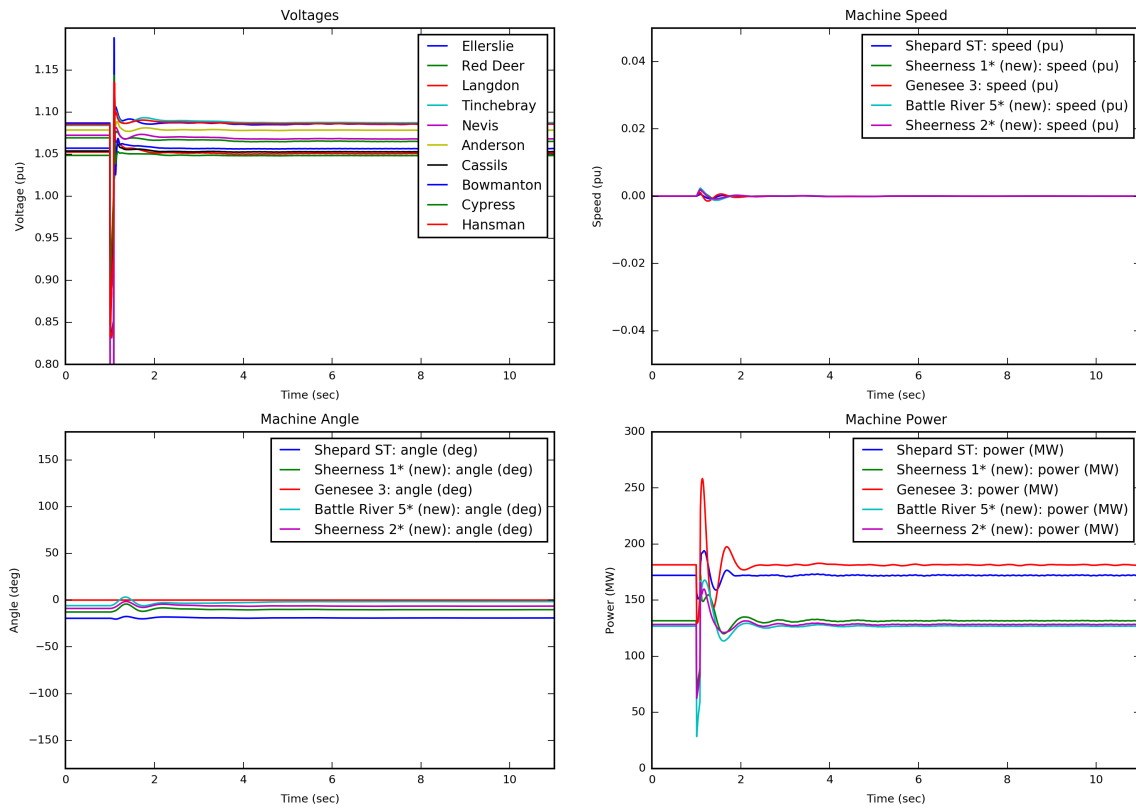 Voltages
1.15
1.10
1.05
1.00
0.95
0.90
0.85
0.80
Voltage (pu)
0 2 4 6 8 10
Time (sec)
Ellerslie
Red Deer
Langdon
Tinchebray
Nevis
Anderson
Cassils
Bowmanton
Cypress
Hansman
Machine Speed
0.04
0.02
0.00
−0.02
−0.04
Speed (pu)
0 2 4 6 8 10
Time (sec)
Shepard ST: speed (pu)
Sheerness 1* (new): speed (pu)
Genesee 3: speed (pu)
Battle River 5* (new): speed (pu)
Sheerness 2* (new): speed (pu)
Machine Angle
150
100
50
0
−50
−100
−150
Angle (deg)
0 2 4 6 8 10
Time (sec)
Shepard ST: angle (deg)
Sheerness 1* (new): angle (deg)
Genesee 3: angle (deg)
Battle River 5* (new): angle (deg)
Sheerness 2* (new): angle (deg)
Machine Power
300
250
200
150
100
50
0
Power (MW)
0 2 4 6 8 10
Time (sec)
Shepard ST: power (MW)
Sheerness 1* (new): power (MW)
Genesee 3: power (MW)
Battle River 5* (new): power (MW)
Sheerness 2* (new): power (MW)